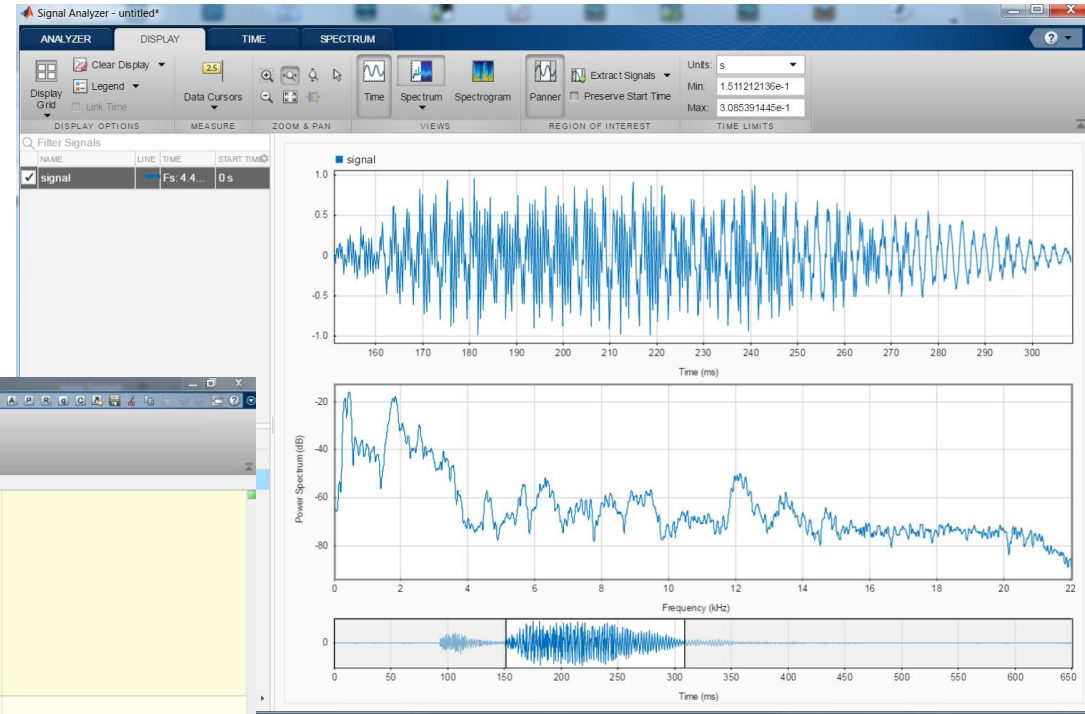 Signal Analyzer - untitled*
ANALYZER DISPLAY TIME SPECTRUM
Clear Display
Legend
Link Time
Display
Grid
2.5
Data Cursors
Time Spectrum Spectrogram
Panner
Extract Signals
Preserve Start Time
Units: s
Min: 1.511212136e-1
Max: 3.085391445e-1
DISPLAY OPTIONS MEASURE ZOOM & PAN VIEWS REGION OF INTEREST TIME LIMITS
Filter Signals
NAME LINE TIME START TIME
signal Fs: 4.4... 0 s
signal
1.0
0.5
0
-0.5
-1.0
160 170 180 190 200 210 220 230 240 250 260 270 280 290 300
Time (ms)
Power Spectrum (dB)
-20
-40
-60
-80
0 2 4 6 8 10 12 14 16 18 20 22
Frequency (kHz)
0
0 50 100 150 200 250 300 350 400 450 500 550 600 650
Time (ms)
A P R q C